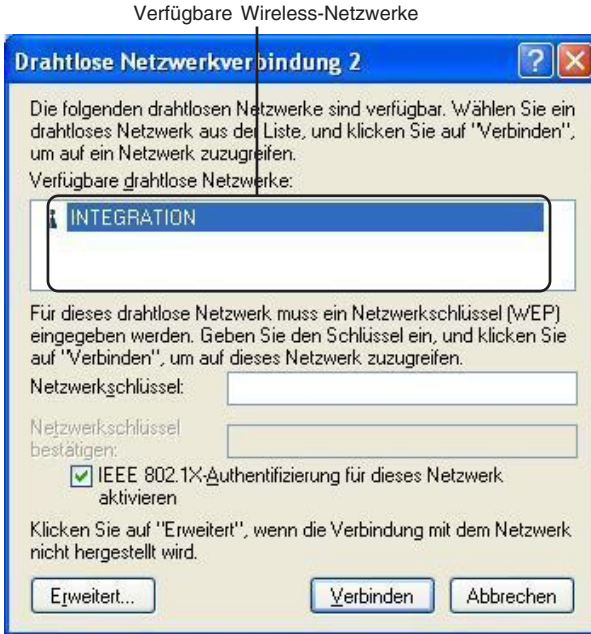 Verfügbare Wireless-Netzwerke
Drahtlose Netzwerkverbindung 2
Die folgenden drahtlosen Netzwerke sind verfügbar. Wählen Sie ein
drahtloses Netzwerk aus der Liste, und klicken Sie auf "Verbinden",
um auf ein Netzwerk zuzugreifen.
Verfügbare drahtlose Netzwerke:
INTEGRATION
Für dieses drahtlose Netzwerk muss ein Netzwerkschlüssel (WEP)
eingegeben werden. Geben Sie den Schlüssel ein, und klicken Sie
auf "Verbinden", um auf dieses Netzwerk zuzugreifen.
Netzwerkschlüssel:
Netzwerkschlüssel
bestätigen:
IEEE 802.1X-Authentifizierung für dieses Netzwerk
aktivieren
Klicken Sie auf "Erweitert", wenn die Verbindung mit dem Netzwerk
nicht hergestellt wird.
Erweitert... Verbinden Abbrechen